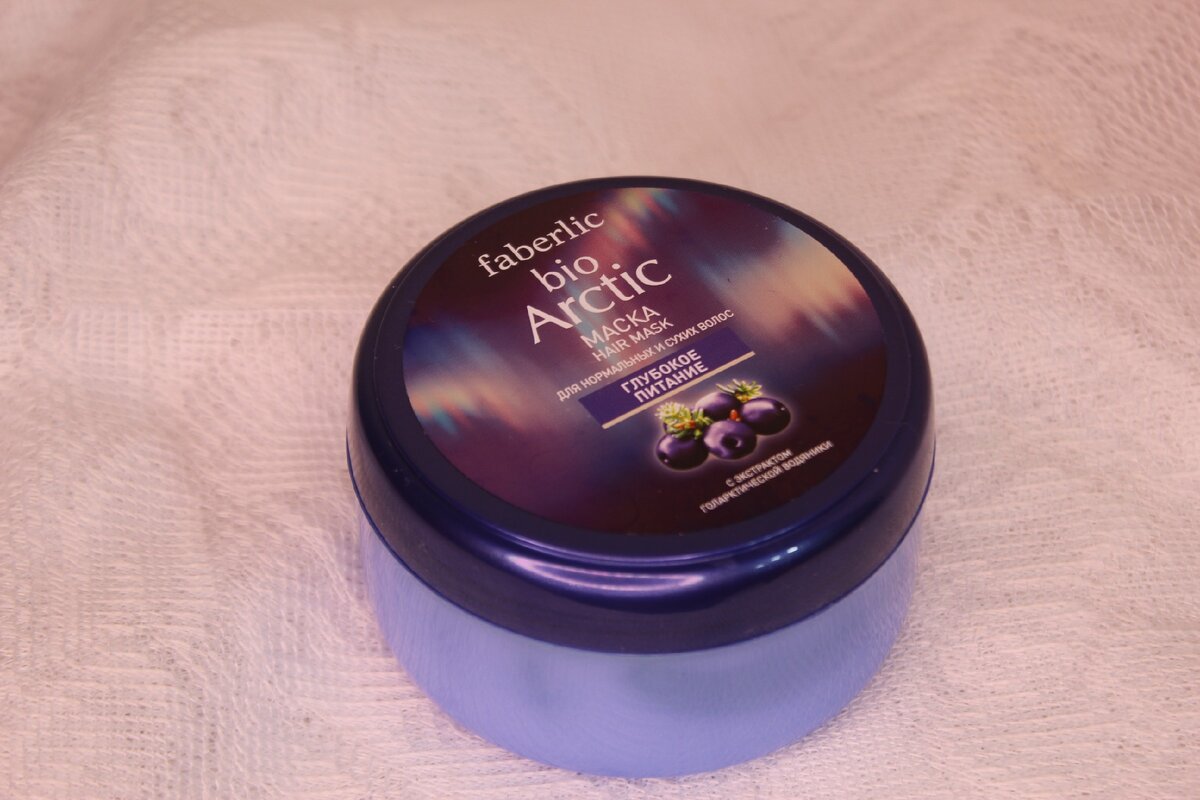 faberlic
bio
Arctic
МАСКА
HAIR MASK
ДЛЯ НОРМАЛЬНЫХ И СУХИХ ВОЛОС
ГЛУБОКОЕ
ПИТАНИЕ
С ЭКСТРАКТОМ
ГОЛАРКТИЧЕСКОЙ ВОДЯНИКИ